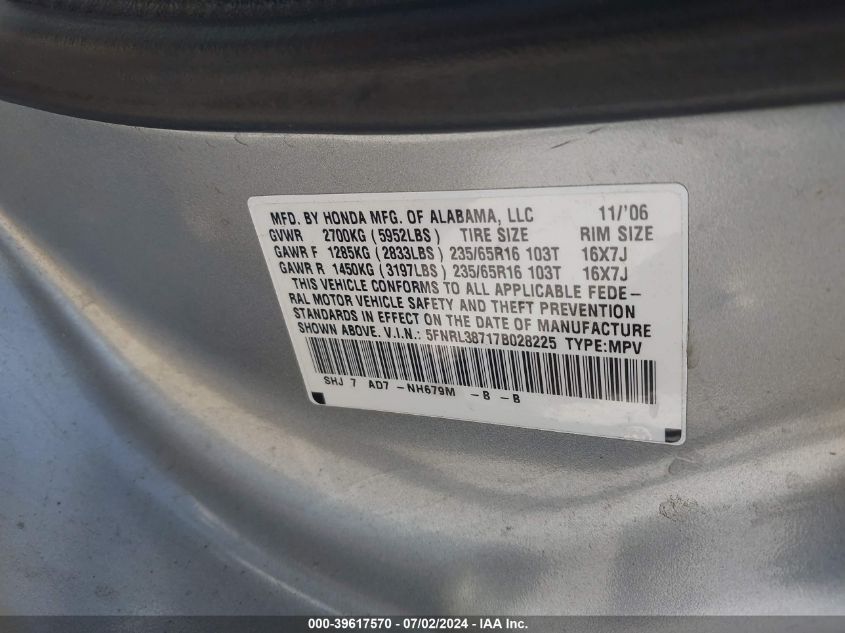 MFD. BY HONDA MFG. OF ALABAMA, LLC 11/'06
GVWR 2700KG (5952LBS) TIRE SIZE RIM SIZE
GAWR F 1285KG (2833LBS) 235/65R16 103T 16X7J
GAWR R 1450KG (3197LBS) 235/65R16 103T 16X7J
THIS VEHICLE CONFORMS TO ALL APPLICABLE FEDE-
RAL MOTOR VEHICLE SAFETY AND THEFT PREVENTION
STANDARDS IN EFFECT ON THE DATE OF MANUFACTURE
SHOWN ABOVE. V.I.N.: 5FNRL38717B028225 TYPE:MPV
SHJ 7 AD7 -NH679M -B -B
000-39617570 - 07/02/2024 - IAAI.com